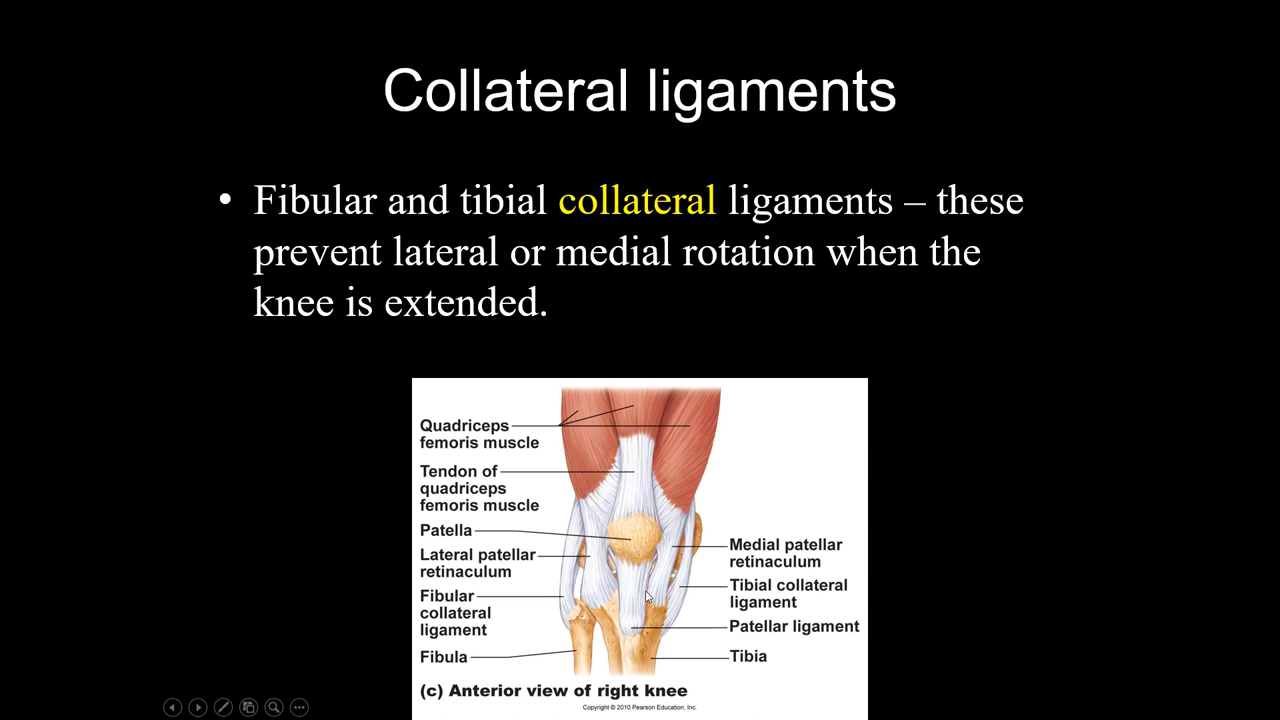 Collateral ligaments
• Fibular and tibial collateral ligaments – these
prevent lateral or medial rotation when the
knee is extended.
Quadriceps
femoris muscle
Tendon of
quadriceps
femoris muscle
Patella
Lateral patellar
retinaculum
Fibular
collateral
ligament
Fibula
Medial patellar
retinaculum
Tibial collateral
ligament
Patellar ligament
Tibia
(c) Anterior view of right knee
Copyright © 2010 Pearson Education, Inc.